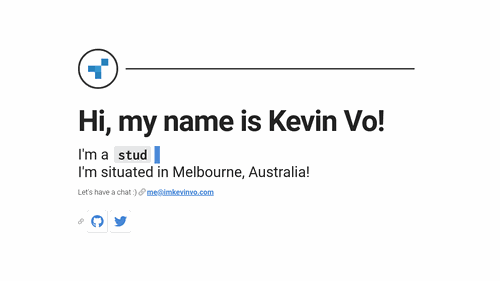 Hi, my name is Kevin Vo!
I'm a stud
I'm situated in Melbourne, Australia!
Let's have a chat :) me@imkevinvo.com